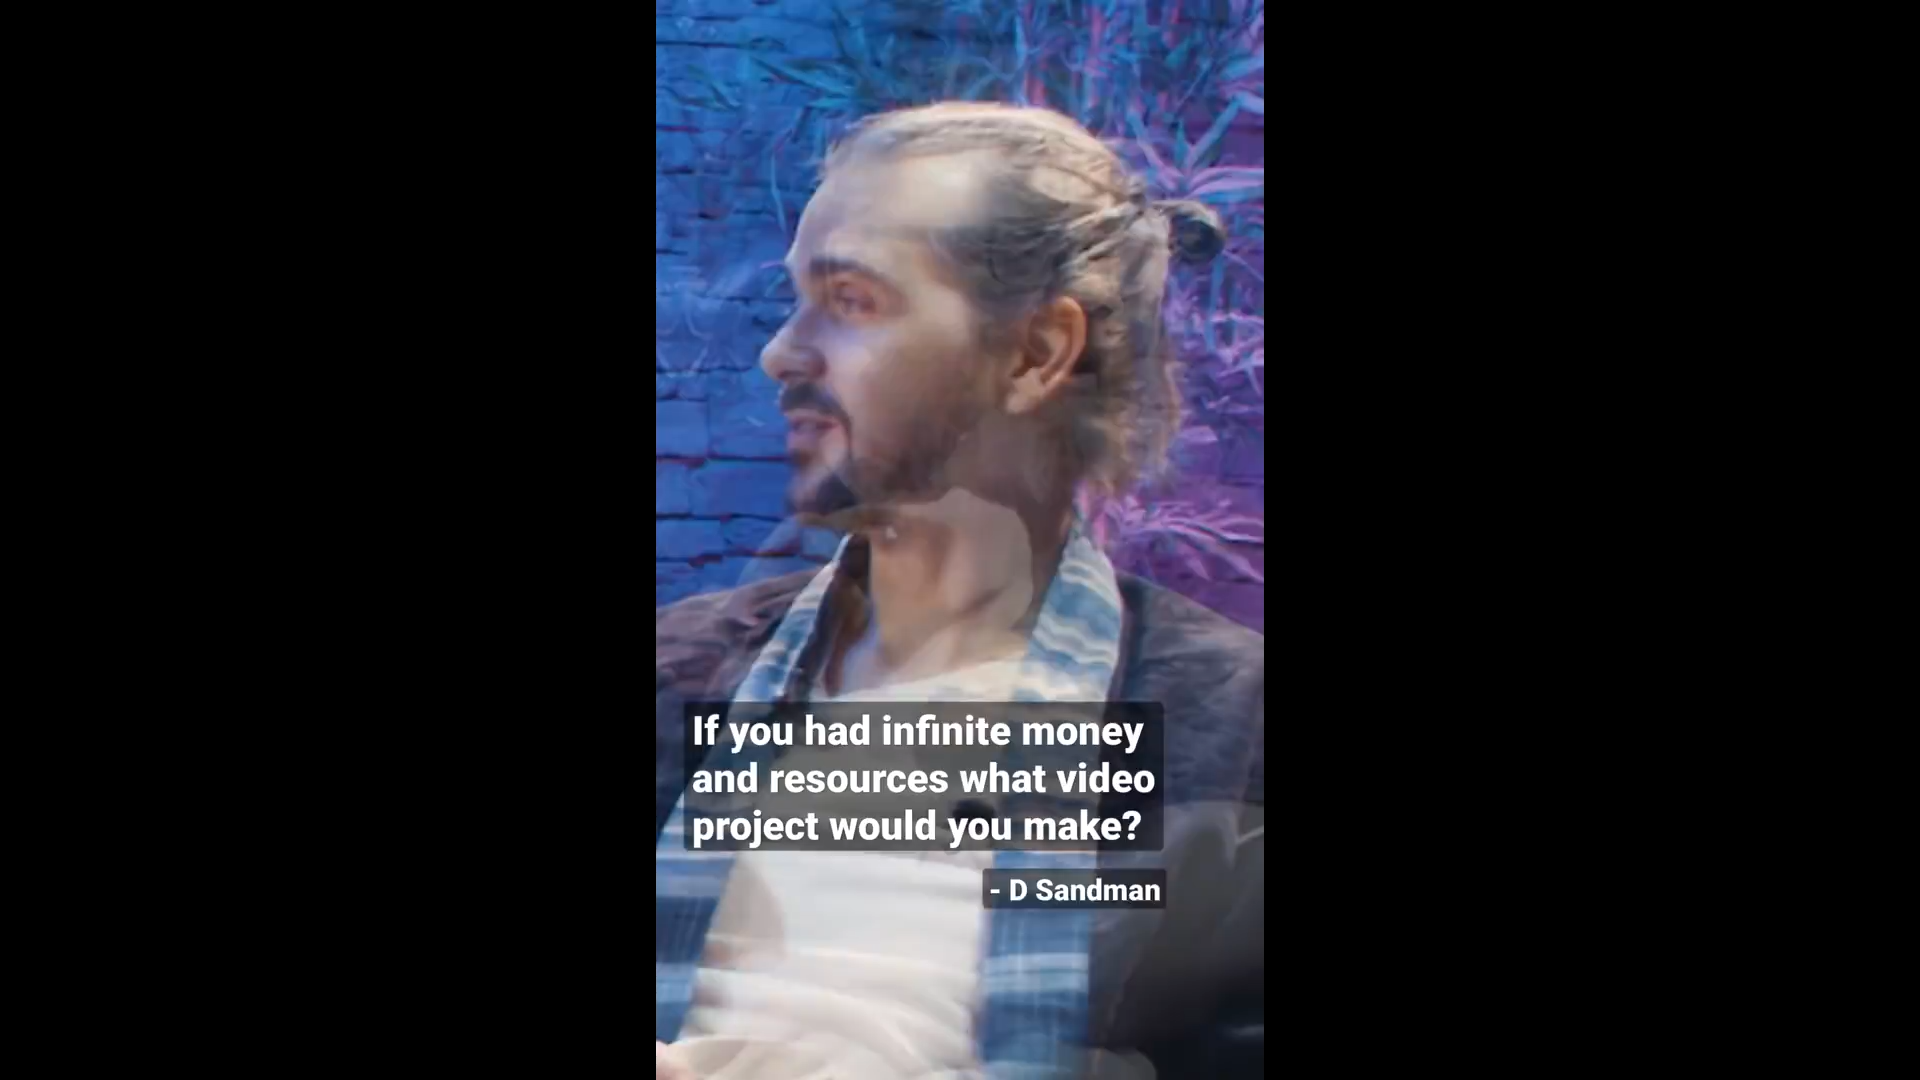 If you had infinite money
and resources what video
project would you make?
- D Sandman